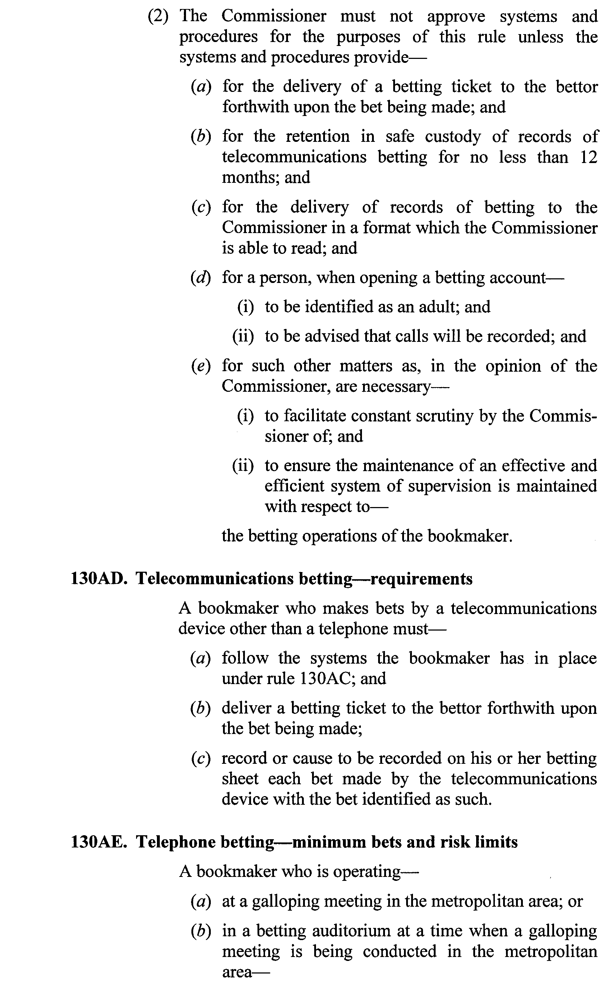 (2) The Commissioner must not approve systems and
procedures for the purposes of this rule unless the
systems and procedures provide—
(a) for the delivery of a betting ticket to the bettor
forthwith upon the bet being made; and
(b) for the retention in safe custody of records of
telecommunications betting for no less than 12
months; and
(c) for the delivery of records of betting to the
Commissioner in a format which the Commissioner
is able to read; and
(d) for a person, when opening a betting account—
(i) to be identified as an adult; and
(ii) to be advised that calls will be recorded; and
(e) for such other matters as, in the opinion of the
Commissioner, are necessary—
(i) to facilitate constant scrutiny by the Commis-
sioner of; and
(ii) to ensure the maintenance of an effective and
efficient system of supervision is maintained
with respect to—
the betting operations of the bookmaker.
130AD. Telecommunications betting—requirements
A bookmaker who makes bets by a telecommunications
device other than a telephone must—
(a) follow the systems the bookmaker has in place
under rule 130AC; and
(b) deliver a betting ticket to the bettor forthwith upon
the bet being made;
(c) record or cause to be recorded on his or her betting
sheet each bet made by the telecommunications
device with the bet identified as such.
130AE. Telephone betting—minimum bets and risk limits
A bookmaker who is operating—
(a) at a galloping meeting in the metropolitan area; or
(b) in a betting auditorium at a time when a galloping
meeting is being conducted in the metropolitan
area—